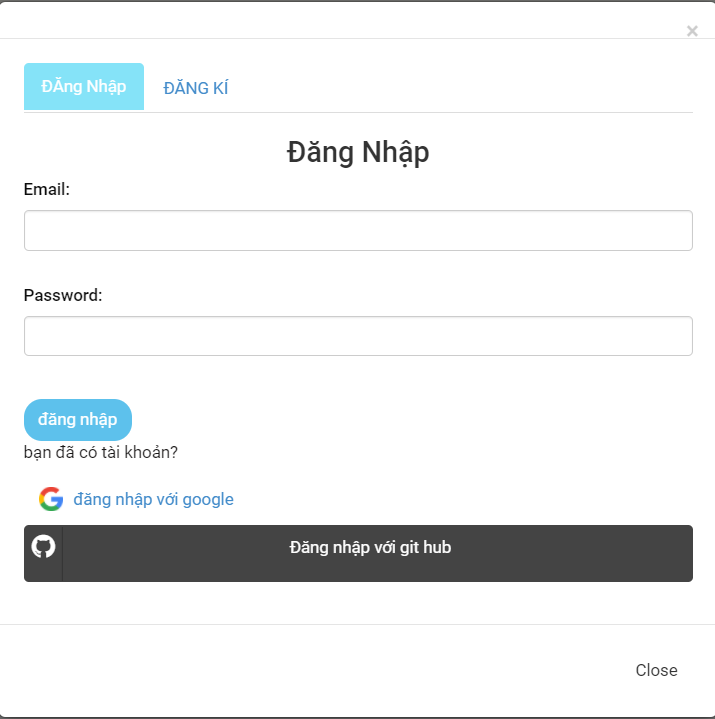 ×
ĐĂng Nhập
ĐĂNG KÍ
Đăng Nhập
Email:
Password:
đăng nhập
bạn đã có tài khoản?
đăng nhập với google
Đăng nhập với git hub
Close